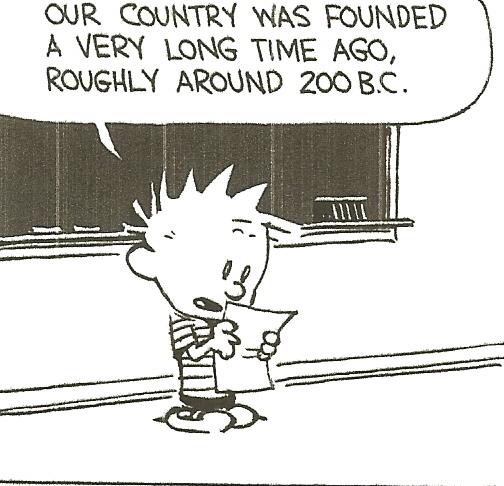 OUR COUNTRY WAS FOUNDED
A VERY LONG TIME AGO,
ROUGHLY AROUND 200 B.C.